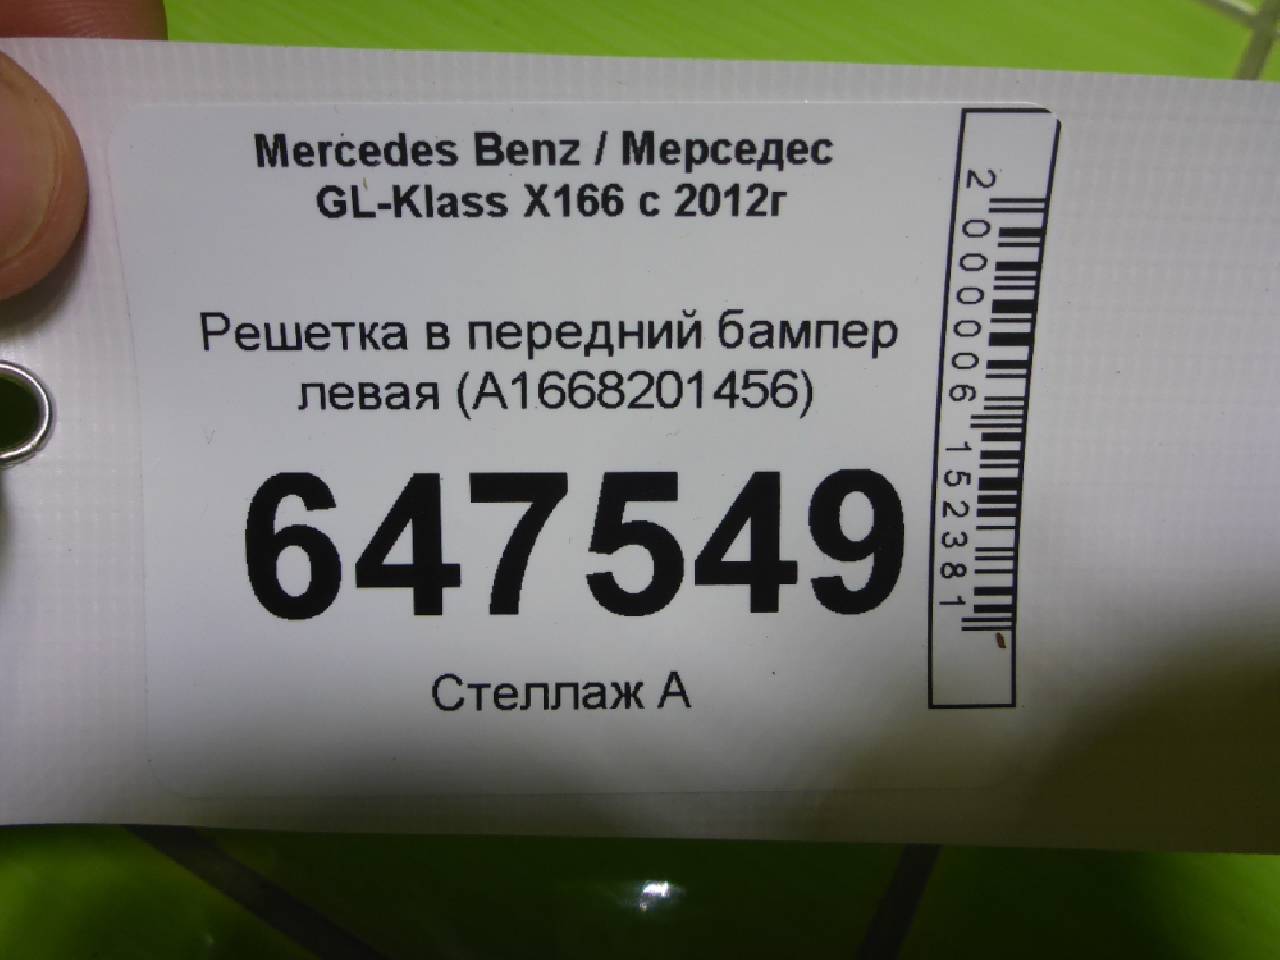 Mercedes Benz / Мерседес
GL-Klass X166 с 2012г
Решетка в передний бампер
левая (A1668201456)
647549
Стеллаж А
2000006152381